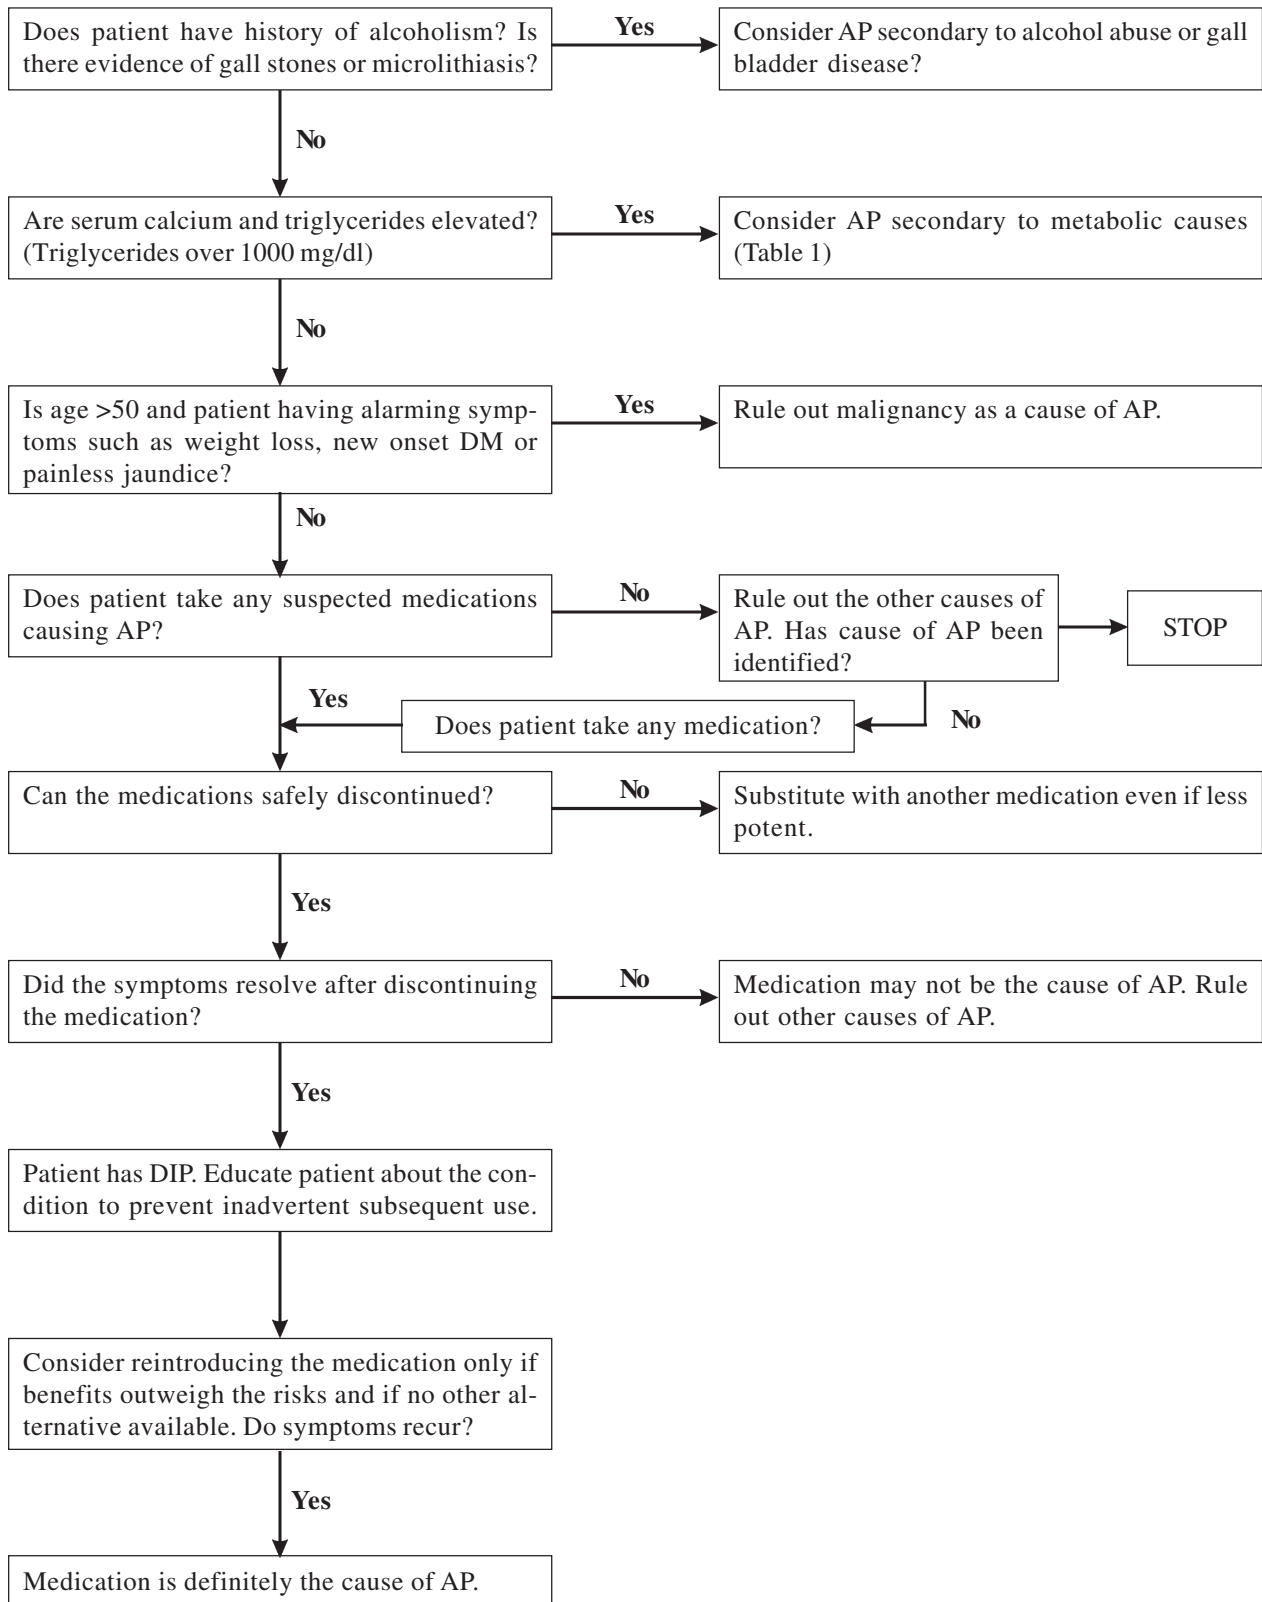 Does patient have history of alcoholism? Is
there evidence of gall stones or microlithiasis?
Yes
Consider AP secondary to alcohol abuse or gall
bladder disease?
No
Are serum calcium and triglycerides elevated?
(Triglycerides over 1000 mg/dl)
Yes
Consider AP secondary to metabolic causes
(Table 1)
No
Is age >50 and patient having alarming symp-
toms such as weight loss, new onset DM or
painless jaundice?
Yes
Rule out malignancy as a cause of AP.
No
Does patient take any suspected medications
causing AP?
No
Rule out the other causes of
AP. Has cause of AP been
identified?
STOP
Yes
Does patient take any medication?
No
Can the medications safely discontinued?
No
Substitute with another medication even if less
potent.
Yes
Did the symptoms resolve after discontinuing
the medication?
No
Medication may not be the cause of AP. Rule
out other causes of AP.
Yes
Patient has DIP. Educate patient about the con-
dition to prevent inadvertent subsequent use.
Consider reintroducing the medication only if
benefits outweigh the risks and if no other al-
ternative available. Do symptoms recur?
Yes
Medication is definitely the cause of AP.